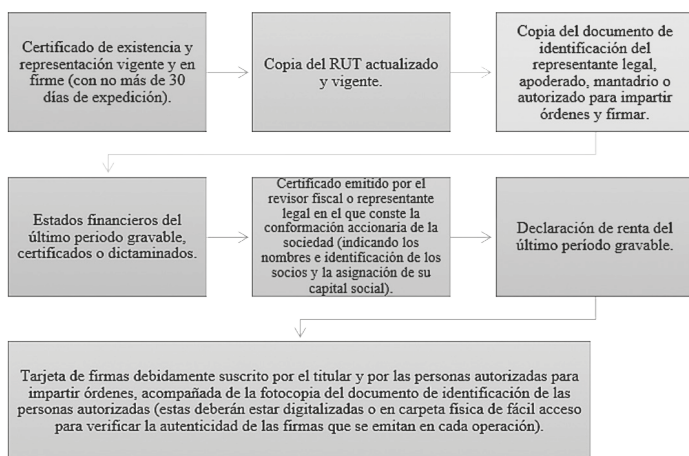 Certificado de existencia y
representación vigente y en
firme (con no más de 30
días de expedición).
Copia del RUT actualizado
y vigente.
Copia del documento de
identificación del
representante legal,
apoderado, mantadrio o
autorizado para impartir
órdenes y firmar.
Estados financieros del
último periodo gravable,
certificados o dictaminados.
Certificado emitido por el
revisor fiscal o representante
legal en el que conste la
conformación accionaria de la
sociedad (indicando los
nombres e identificación de los
socios y la asignación de su
capital social).
Declaración de renta del
último período gravable.
Tarjeta de firmas debidamente suscrito por el titular y por las personas autorizadas para
impartir órdenes, acompañada de la fotocopia del documento de identificación de las
personas autorizadas (estas deberán estar digitalizadas o en carpeta física de fácil acceso
para verificar la autenticidad de las firmas que se emitan en cada operación).